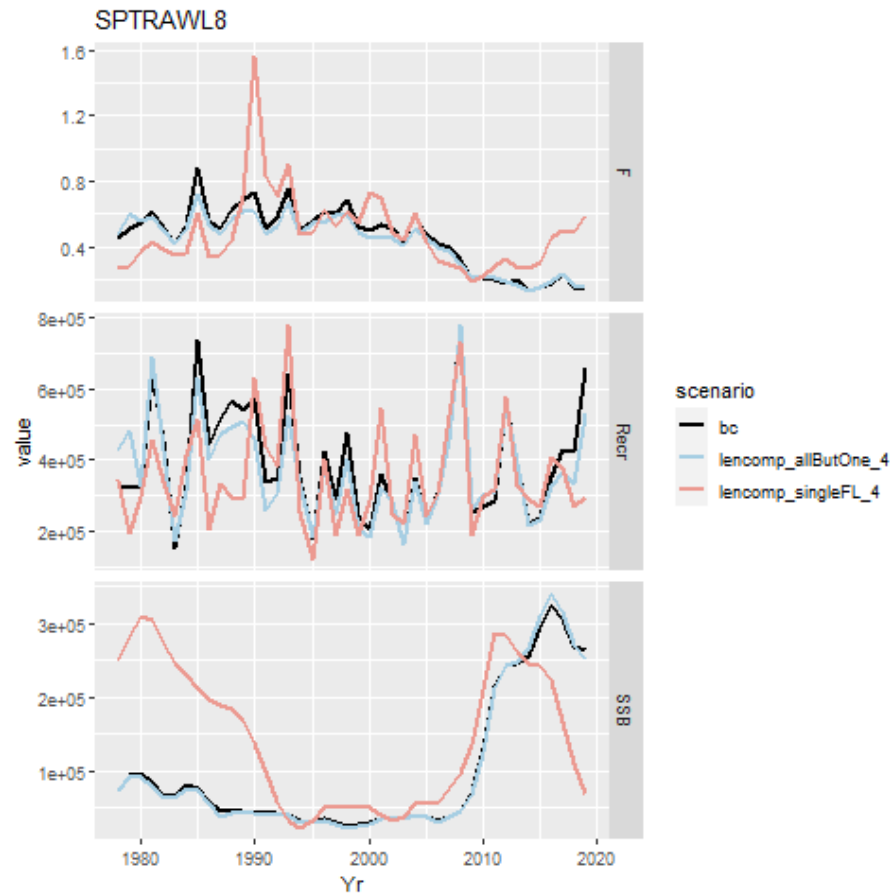 SPTRAWL8
1.6
1.2
0.8
0.4
F
8e+05
6e+05
4e+05
2e+05
Recr
value
3e+05
2e+05
1e+05
SSB
1980
1990
2000
2010
2020
Yr
scenario
bc
lencomp_allButOne_4
lencomp_singleFL_4